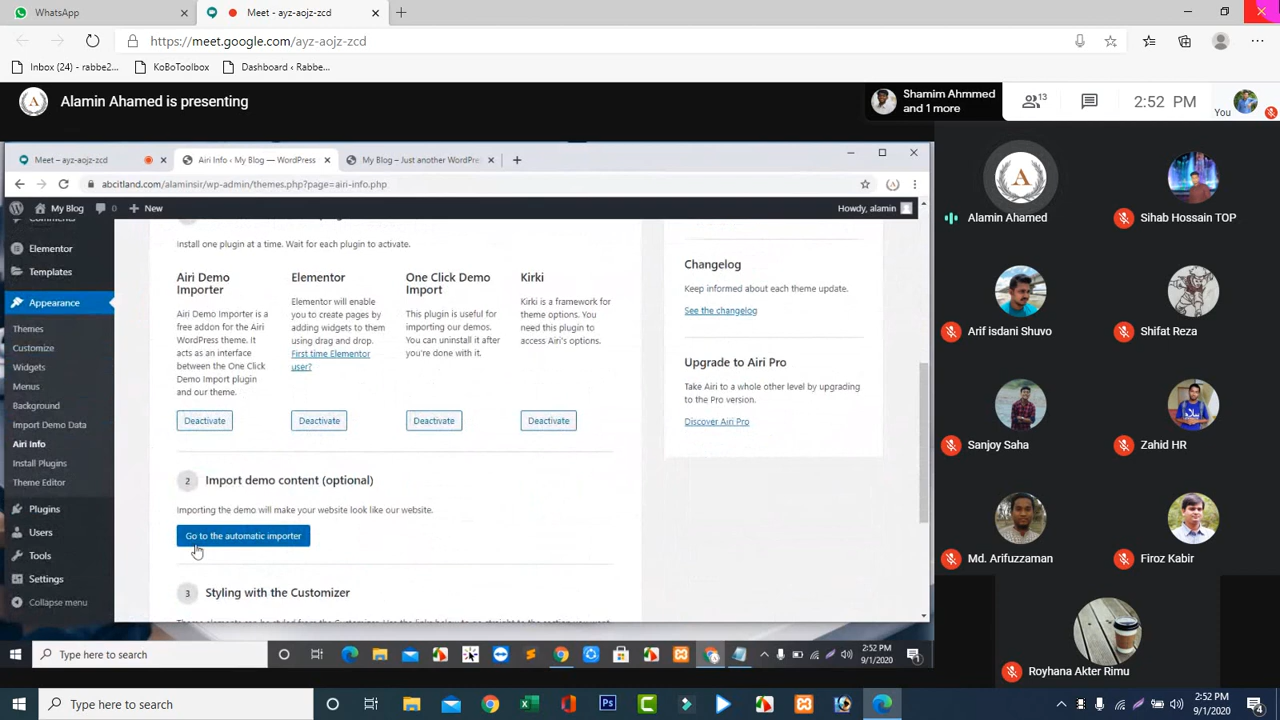 WhatsApp
Meet - ayz-aojz-zcd
https://meet.google.com/ayz-aojz-zcd
Inbox (24) - rabbe2...
KoBoToolbox
Dashboard ‹ Rabbe...
Alamin Ahamed is presenting
Shamim Ahmmed
and 1 more
13
2:52 PM
You
Meet – ayz-aojz-zcd
Airi Info ‹ My Blog — WordPress
My Blog – Just another WordPre
abcitland.com/alaminsir/wp-admin/themes.php?page=airi-info.php
My Blog
0
New
Howdy, alamin
Comments
Elementor
Templates
Appearance
Themes
Customize
Widgets
Menus
Background
Import Demo Data
Airi Info
Install Plugins
Theme Editor
Plugins
Users
Tools
Settings
Collapse menu
Install one plugin at a time. Wait for each plugin to activate.
Airi Demo
Importer
Airi Demo Importer is a
free addon for the Airi
WordPress theme. It
acts as an interface
between the One Click
Demo Import plugin
and our theme.
Deactivate
Elementor
Elementor will enable
you to create pages by
adding widgets to them
using drag and drop.
First time Elementor
user?
Deactivate
One Click Demo
Import
This plugin is useful for
importing our demos.
You can uninstall it after
you're done with it.
Deactivate
Kirki
Kirki is a framework for
theme options. You
need this plugin to
access Airi's options.
Deactivate
2
Import demo content (optional)
Importing the demo will make your website look like our website.
Go to the automatic importer
3
Styling with the Customizer
Changelog
Keep informed about each theme update.
See the changelog
Upgrade to Airi Pro
Take Airi to a whole other level by upgrading
to the Pro version.
Discover Airi Pro
A
Alamin Ahamed
Sihab Hossain TOP
Arif isdani Shuvo
Shifat Reza
Sanjoy Saha
Zahid HR
Md. Arifuzzaman
Firoz Kabir
Royhana Akter Rimu
Type here to search
2:52 PM
9/1/2020
1
Type here to search
Ps
2:52 PM
9/1/2020
4